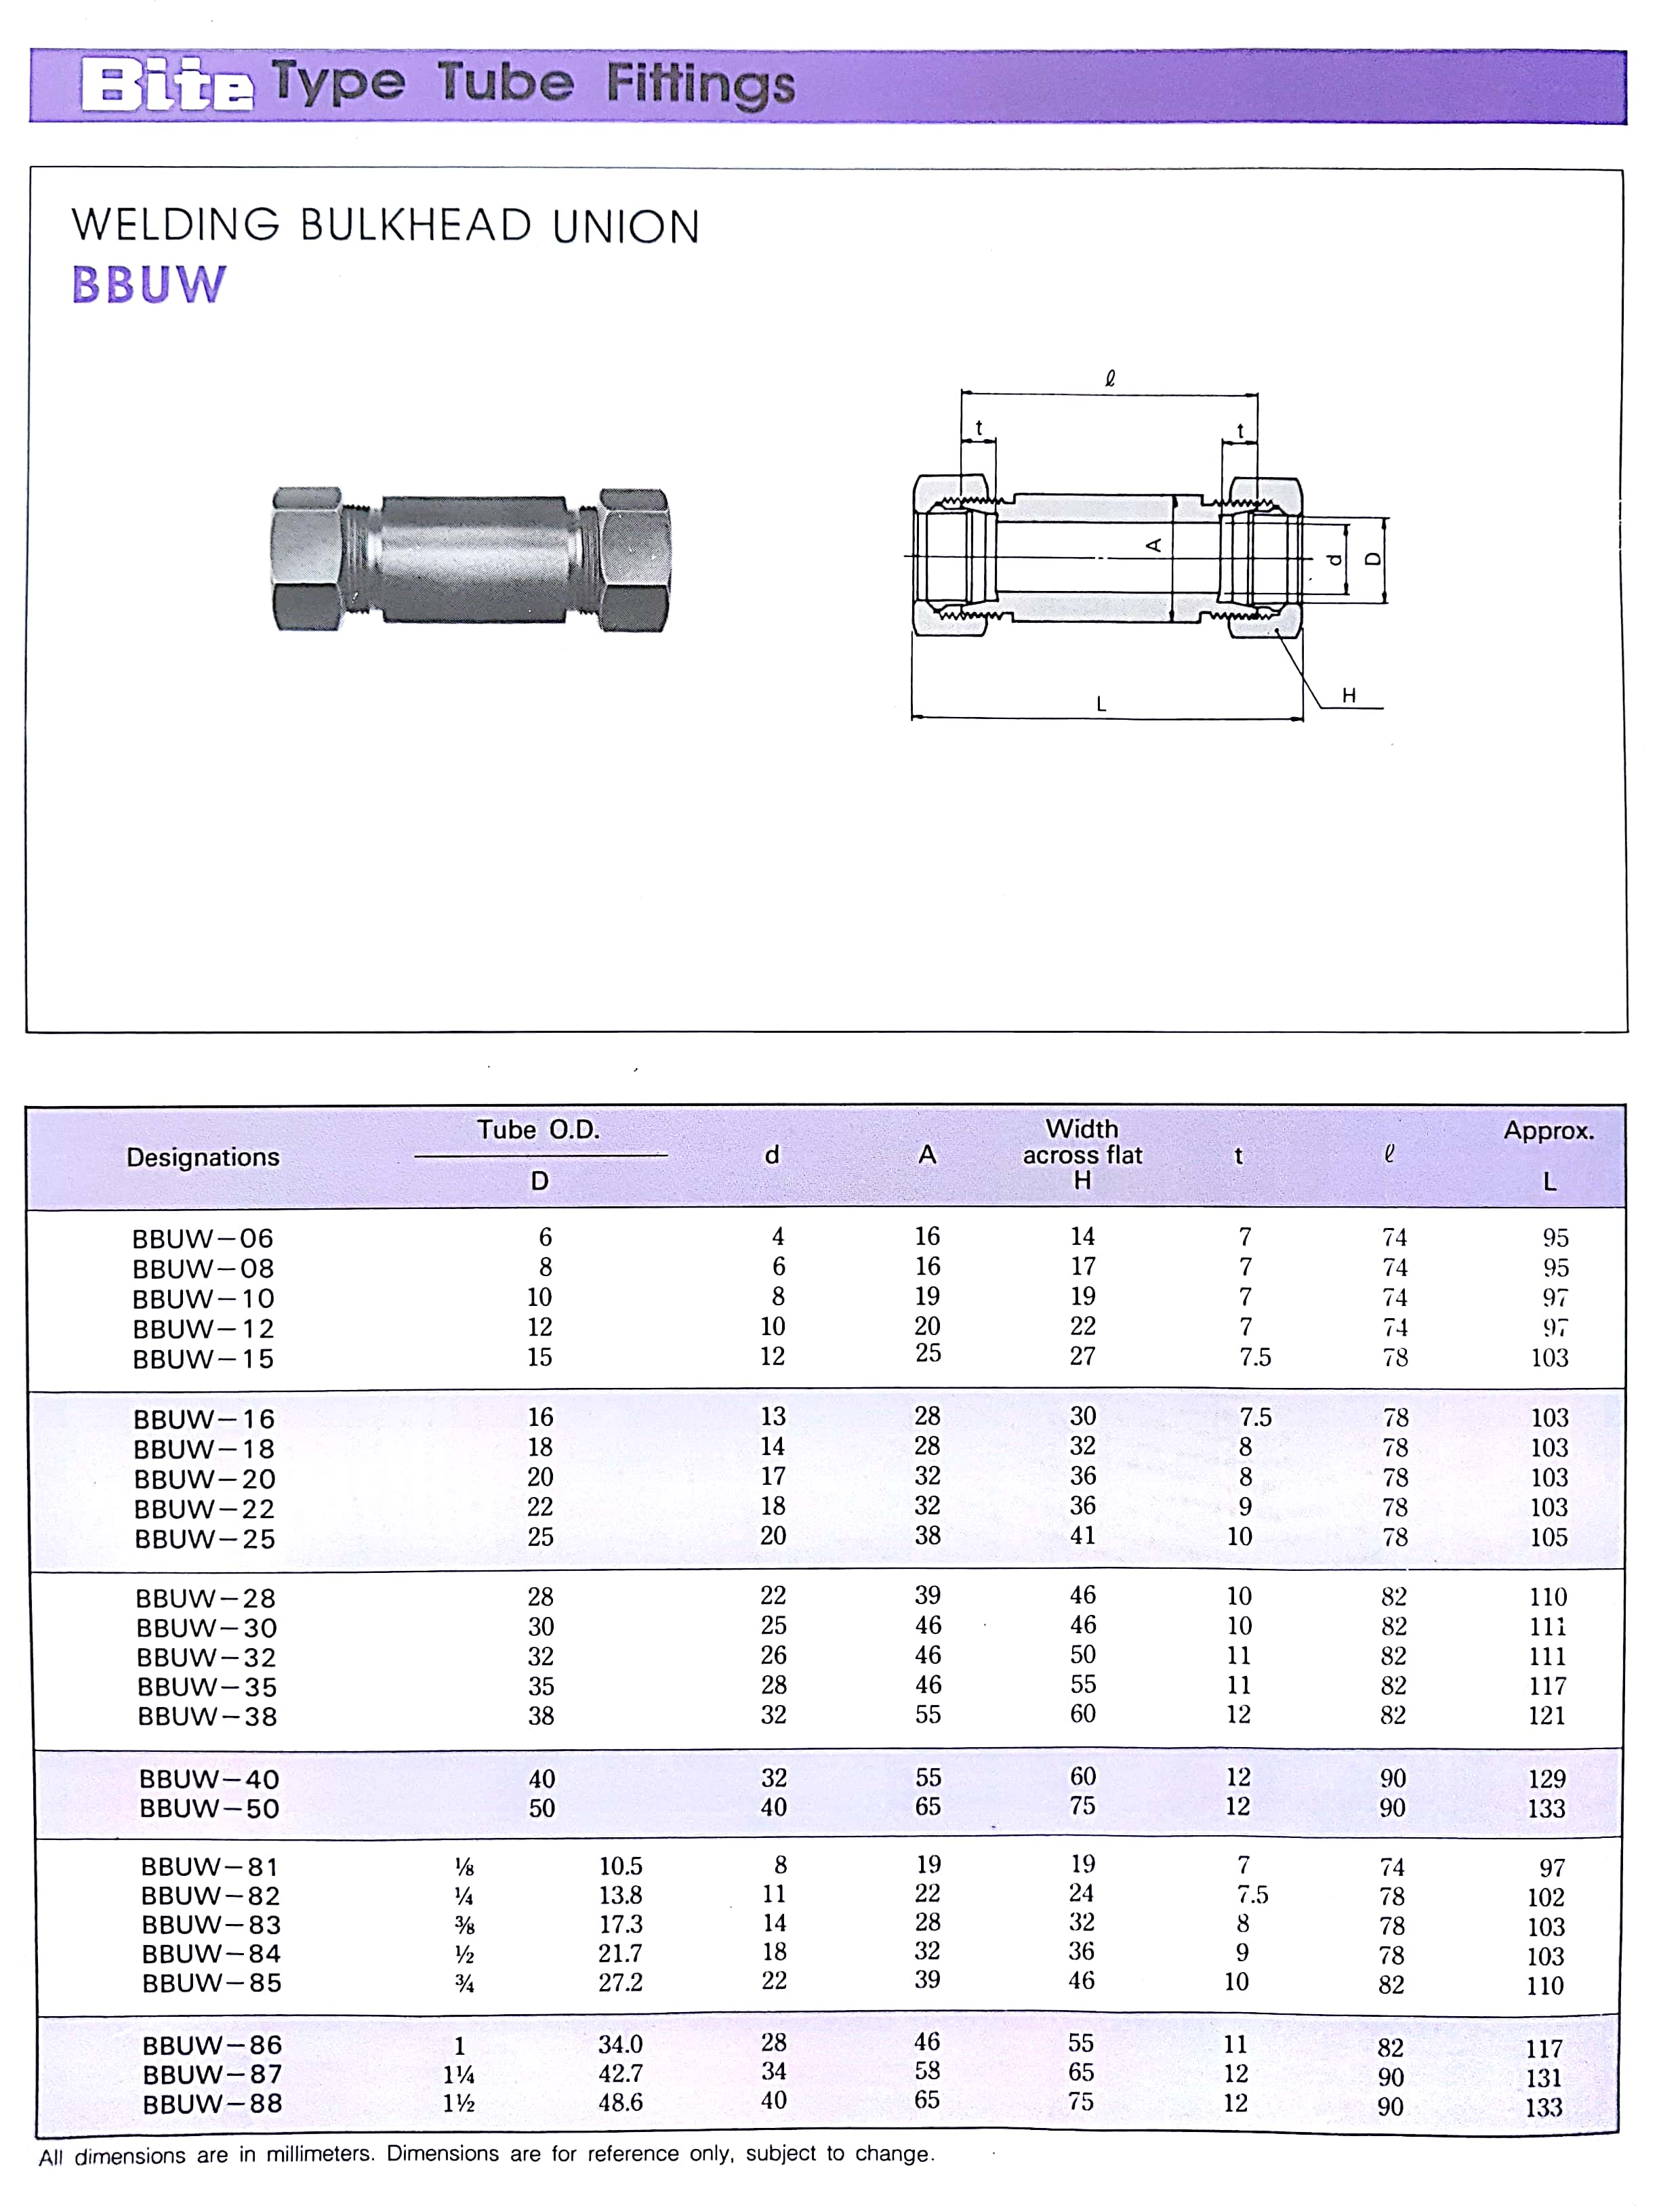 Bite Type Tube Fittings
WELDING BULKHEAD UNION
BBUW
ℓ
t t
A d D
H
L
Designations Tube O.D. D d A Width across flat H t ℓ Approx. L
BBUW-06 6 4 16 14 7 74 95
BBUW-08 8 6 16 17 7 74 95
BBUW-10 10 8 19 19 7 74 97
BBUW-12 12 10 20 22 7 74 97
BBUW-15 15 12 25 27 7.5 78 103
BBUW-16 16 13 28 30 7.5 78 103
BBUW-18 18 14 28 32 8 78 103
BBUW-20 20 17 32 36 8 78 103
BBUW-22 22 18 32 36 9 78 103
BBUW-25 25 20 38 41 10 78 105
BBUW-28 28 22 39 46 10 82 110
BBUW-30 30 25 46 46 10 82 111
BBUW-32 32 26 46 50 11 82 111
BBUW-35 35 28 46 55 11 82 117
BBUW-38 38 32 55 60 12 82 121
BBUW-40 40 32 55 60 12 90 129
BBUW-50 50 40 65 75 12 90 133
BBUW-81 ⅛ 10.5 8 19 19 7 74 97
BBUW-82 ¼ 13.8 11 22 24 7.5 78 102
BBUW-83 ⅜ 17.3 14 28 32 8 78 103
BBUW-84 ½ 21.7 18 32 36 9 78 103
BBUW-85 ¾ 27.2 22 39 46 10 82 110
BBUW-86 1 34.0 28 46 55 11 82 117
BBUW-87 1¼ 42.7 34 58 65 12 90 131
BBUW-88 1½ 48.6 40 65 75 12 90 133
All dimensions are in millimeters. Dimensions are for reference only, subject to change.